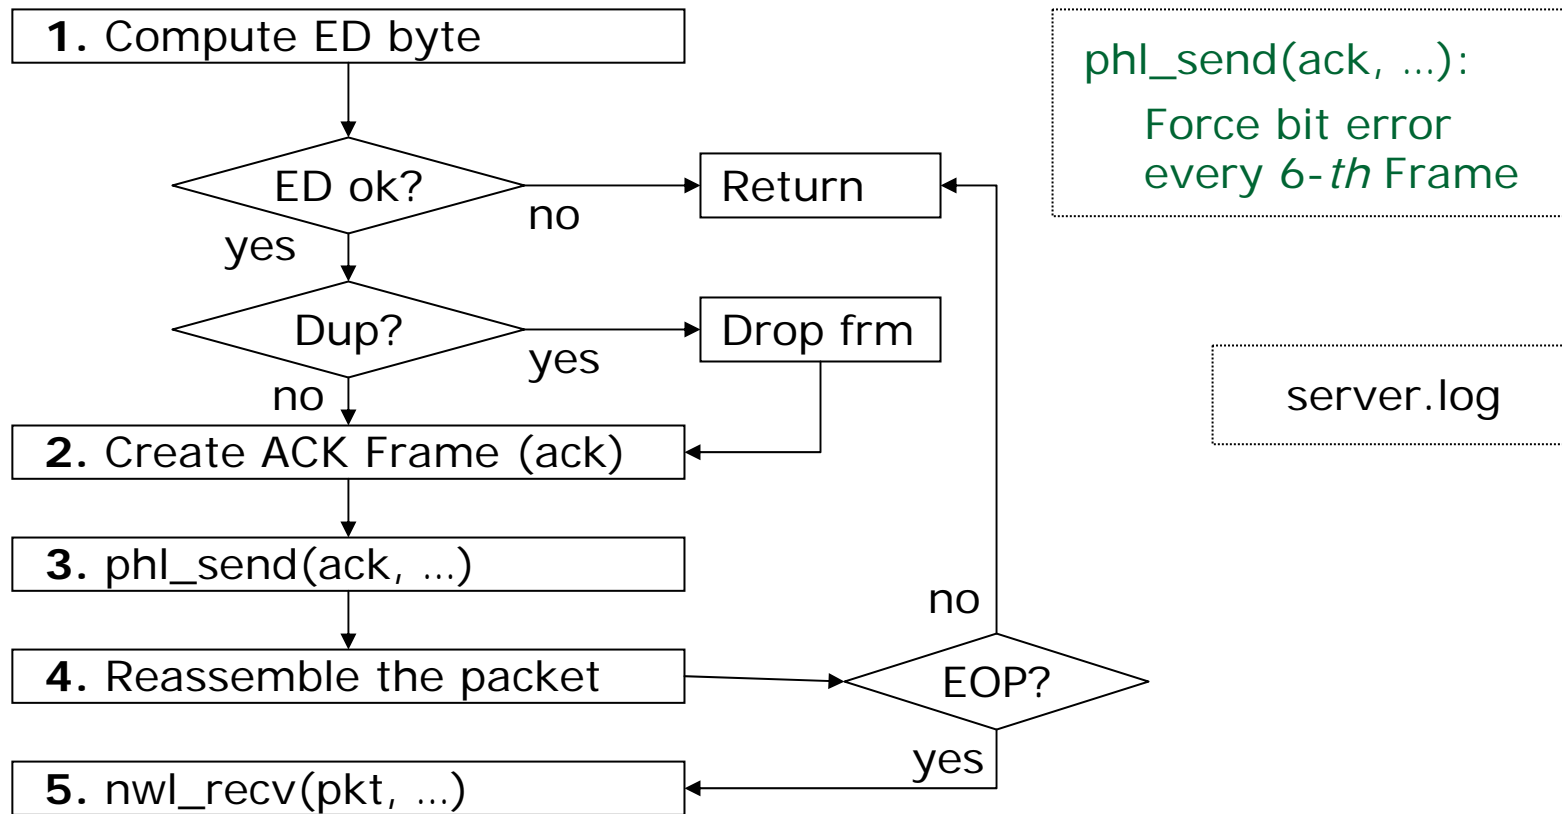 1. Compute ED byte
phl_send(ack, ...):
Force bit error
every 6-th Frame
ED ok?
Return
no
yes
Dup?
Drop frm
yes
no
server.log
2. Create ACK Frame (ack)
3. phl_send(ack, ...)
no
4. Reassemble the packet
EOP?
yes
5. nwl_recv(pkt, ...)